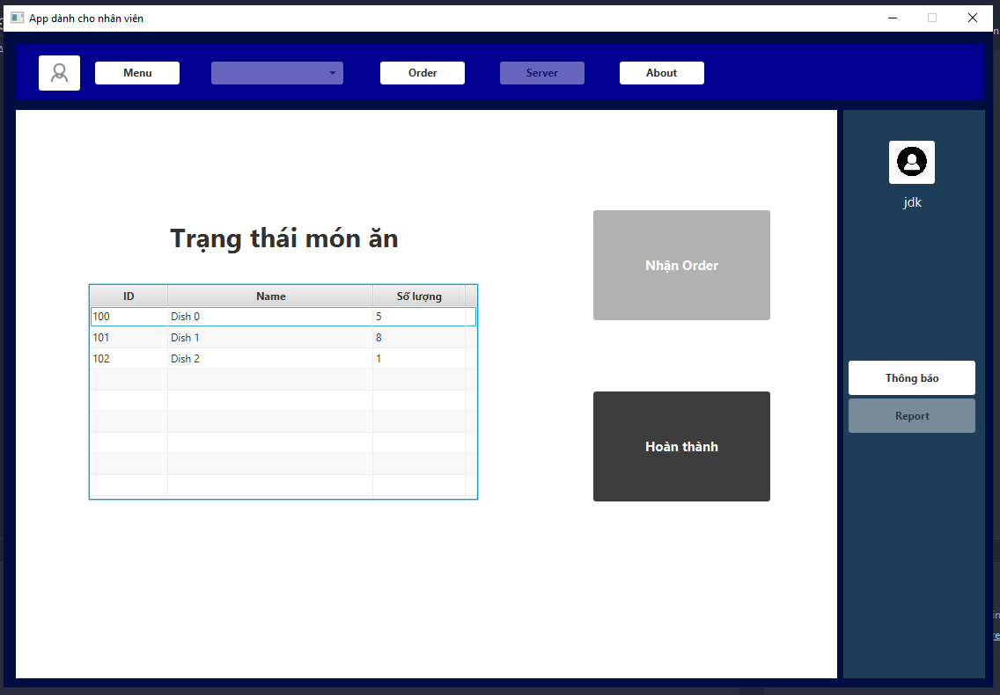 App dành cho nhân viên
Menu
Order
Server
About
jdk
Trạng thái món ăn
Nhận Order
ID Name Số lượng
100 Dish 0 5
101 Dish 1 8
102 Dish 2 1
Thông báo
Report
Hoàn thành